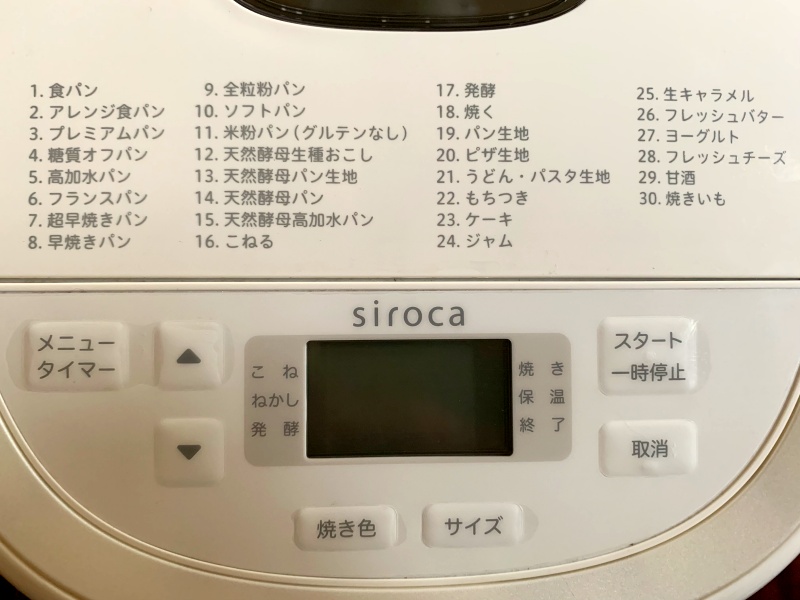 1. 食パン
2. アレンジ食パン
3. プレミアムパン
4. 糖質オフパン
5. 高加水パン
6. フランスパン
7. 超早焼きパン
8. 早焼きパン
9. 全粒粉パン
10. ソフトパン
11. 米粉パン(グルテンなし)
12. 天然酵母生種おこし
13. 天然酵母パン生地
14. 天然酵母パン
15. 天然酵母高加水パン
16. こねる
17. 発酵
18. 焼く
19. パン生地
20. ピザ生地
21. うどん・パスタ生地
22. もちつき
23. ケーキ
24. ジャム
25. 生キャラメル
26. フレッシュバター
27. ヨーグルト
28. フレッシュチーズ
29. 甘酒
30. 焼きいも
siroca
メニュー
タイマー
▲
▼
こね
ねかし
発酵
焼き
保温
終了
スタート
一時停止
取消
焼き色
サイズ